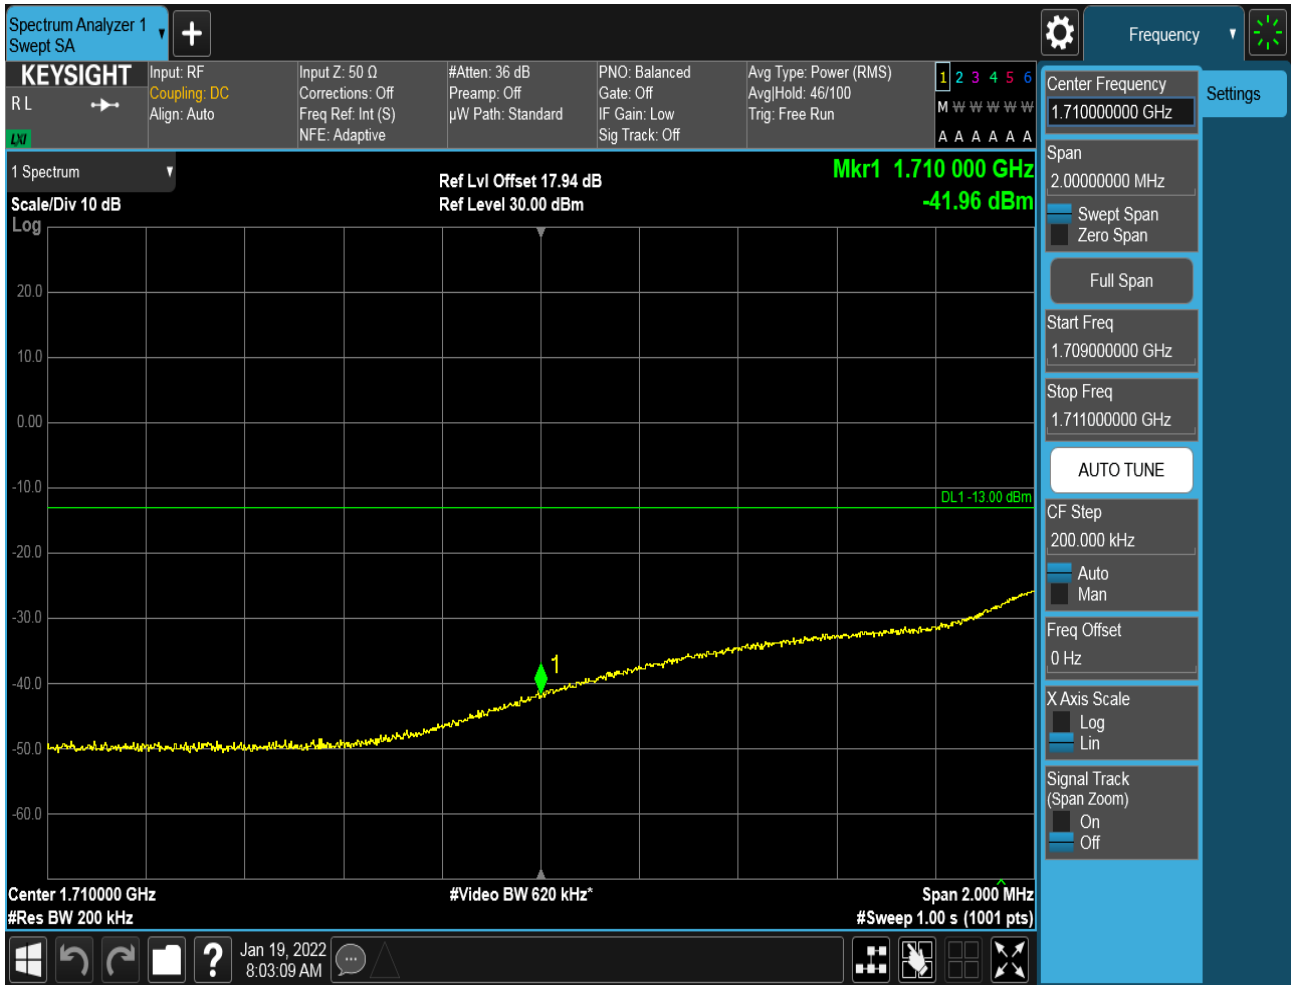 Spectrum Analyzer 1
Swept SA
Frequency
KEYSIGHT
R L
LXI
Input: RF
Coupling: DC
Align: Auto
Input Z: 50 Ω
Corrections: Off
Freq Ref: Int (S)
NFE: Adaptive
#Atten: 36 dB
Preamp: Off
µW Path: Standard
PNO: Balanced
Gate: Off
IF Gain: Low
Sig Track: Off
Avg Type: Power (RMS)
Avg|Hold: 46/100
Trig: Free Run
1 2 3 4 5 6
M W W W W W
A A A A A A
1 Spectrum
Scale/Div 10 dB
Log
Ref Lvl Offset 17.94 dB
Ref Level 30.00 dBm
Mkr1 1.710 000 GHz
-41.96 dBm
20.0
10.0
0.00
-10.0
DL1 -13.00 dBm
-20.0
-30.0
1
-40.0
-50.0
-60.0
Center 1.710000 GHz
#Video BW 620 kHz*
Span 2.000 MHz
#Res BW 200 kHz
#Sweep 1.00 s (1001 pts)
Jan 19, 2022
8:03:09 AM
Center Frequency
1.710000000 GHz
Settings
Span
2.00000000 MHz
Swept Span
Zero Span
Full Span
Start Freq
1.709000000 GHz
Stop Freq
1.711000000 GHz
AUTO TUNE
CF Step
200.000 kHz
Auto
Man
Freq Offset
0 Hz
X Axis Scale
Log
Lin
Signal Track
(Span Zoom)
On
Off